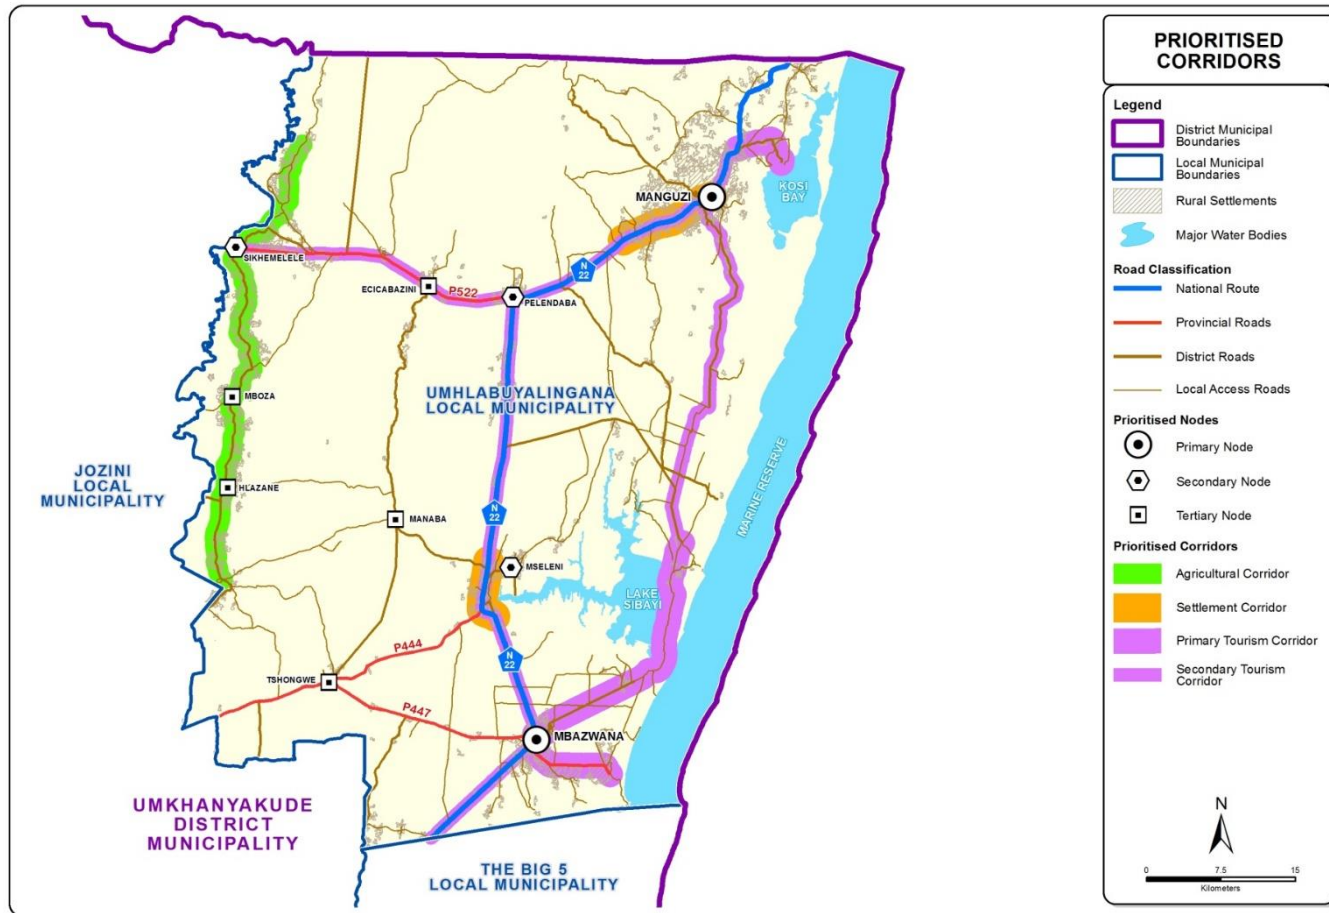 PRIORITISED
CORRIDORS
Legend
District Municipal
Boundaries
Local Municipal
Boundaries
Rural Settlements
Major Water Bodies
Road Classification
National Route
Provincial Roads
District Roads
Local Access Roads
Prioritised Nodes
Primary Node
Secondary Node
Tertiary Node
Prioritised Corridors
Agricultural Corridor
Settlement Corridor
Primary Tourism Corridor
Secondary Tourism
Corridor
N
0 7.5 15
Kilometers
MANGUZI
KOSI
BAY
SIKHEMELELE
N
22
ECICABAZINI
P522
PELENDABA
UMHLABUYALINGANA
LOCAL MUNICIPALITY
MBOZA
JOZINI
LOCAL
MUNICIPALITY
HLAZANE
MANABA
N
22
MARINE RESERVE
MSELENI
LAKE
SIBAYI
P444
N
22
TSHONGWE
P447
MBAZWANA
UMKHANYAKUDE
DISTRICT
MUNICIPALITY
THE BIG 5
LOCAL MUNICIPALITY